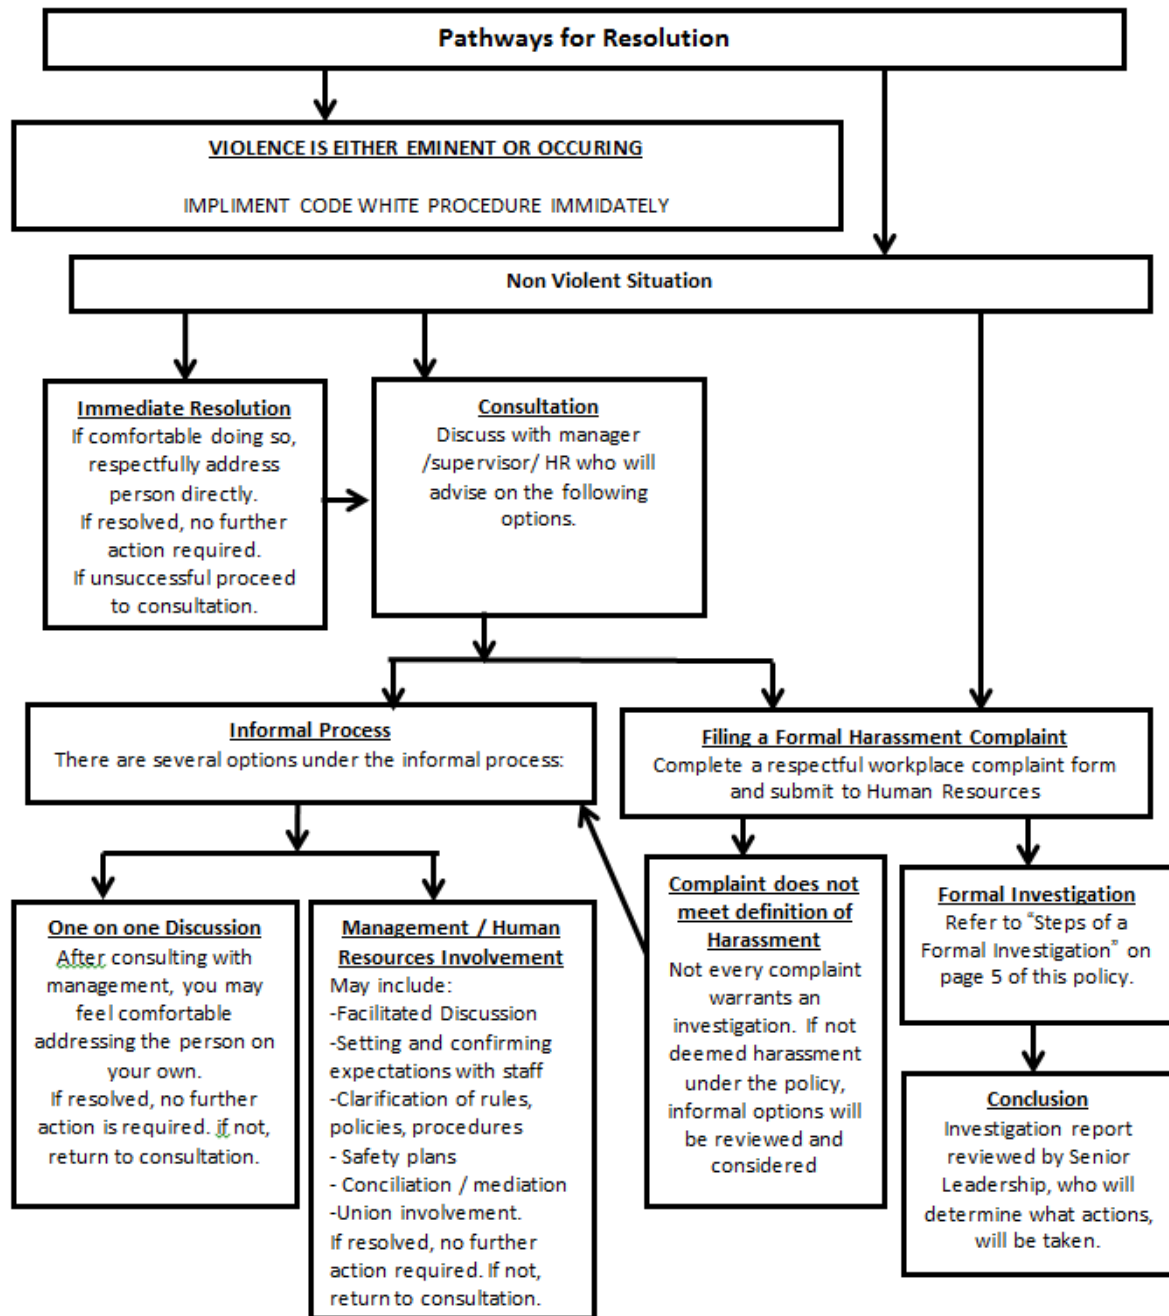 Pathways for Resolution
VIOLENCE IS EITHER EMINENT OR OCCURING
IMPLIMENT CODE WHITE PROCEDURE IMMIDATELY
Non Violent Situation
Immediate Resolution
If comfortable doing so,
respectfully address
person directly.
If resolved, no further
action required.
If unsuccessful proceed
to consultation.
Consultation
Discuss with manager
/supervisor/ HR who will
advise on the following
options.
Informal Process
There are several options under the informal process:
Filing a Formal Harassment Complaint
Complete a respectful workplace complaint form
and submit to Human Resources
One on one Discussion
After consulting with
management, you may
feel comfortable
addressing the person on
your own.
If resolved, no further
action is required. if not,
return to consultation.
Management / Human
Resources Involvement
May include:
-Facilitated Discussion
-Setting and confirming
expectations with staff
-Clarification of rules,
policies, procedures
- Safety plans
- Conciliation / mediation
-Union involvement.
If resolved, no further
action required. If not,
return to consultation.
Complaint does not
meet definition of
Harassment
Not every complaint
warrants an
investigation. If not
deemed harassment
under the policy,
informal options will
be reviewed and
considered
Formal Investigation
Refer to “Steps of a
Formal Investigation” on
page 5 of this policy.
Conclusion
Investigation report
reviewed by Senior
Leadership, who will
determine what actions,
will be taken.